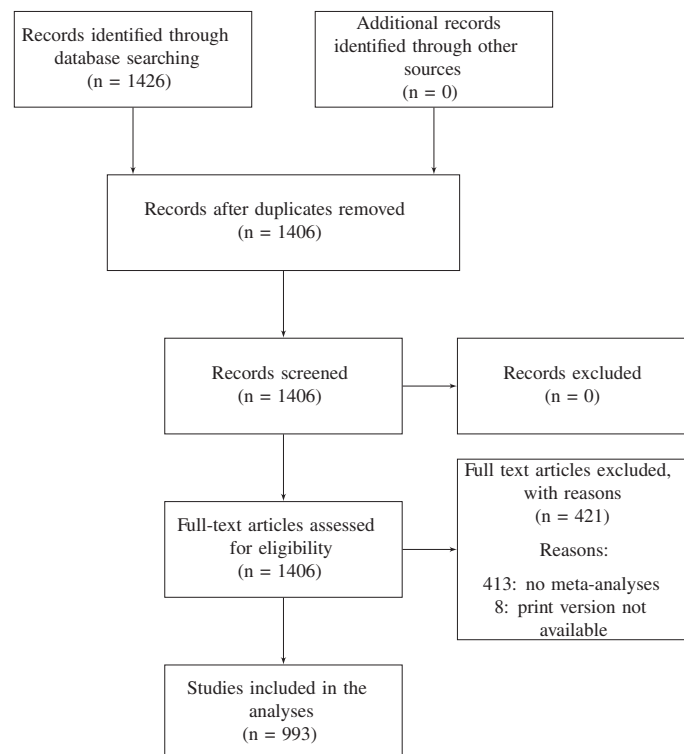 Records identified through
database searching
(n = 1426)
Additional records
identified through other
sources
(n = 0)
Records after duplicates removed
(n = 1406)
Records screened
(n = 1406)
Records excluded
(n = 0)
Full-text articles assessed
for eligibility
(n = 1406)
Full text articles excluded,
with reasons
(n = 421)
Reasons:
413: no meta-analyses
8: print version not
available
Studies included in the
analyses
(n = 993)